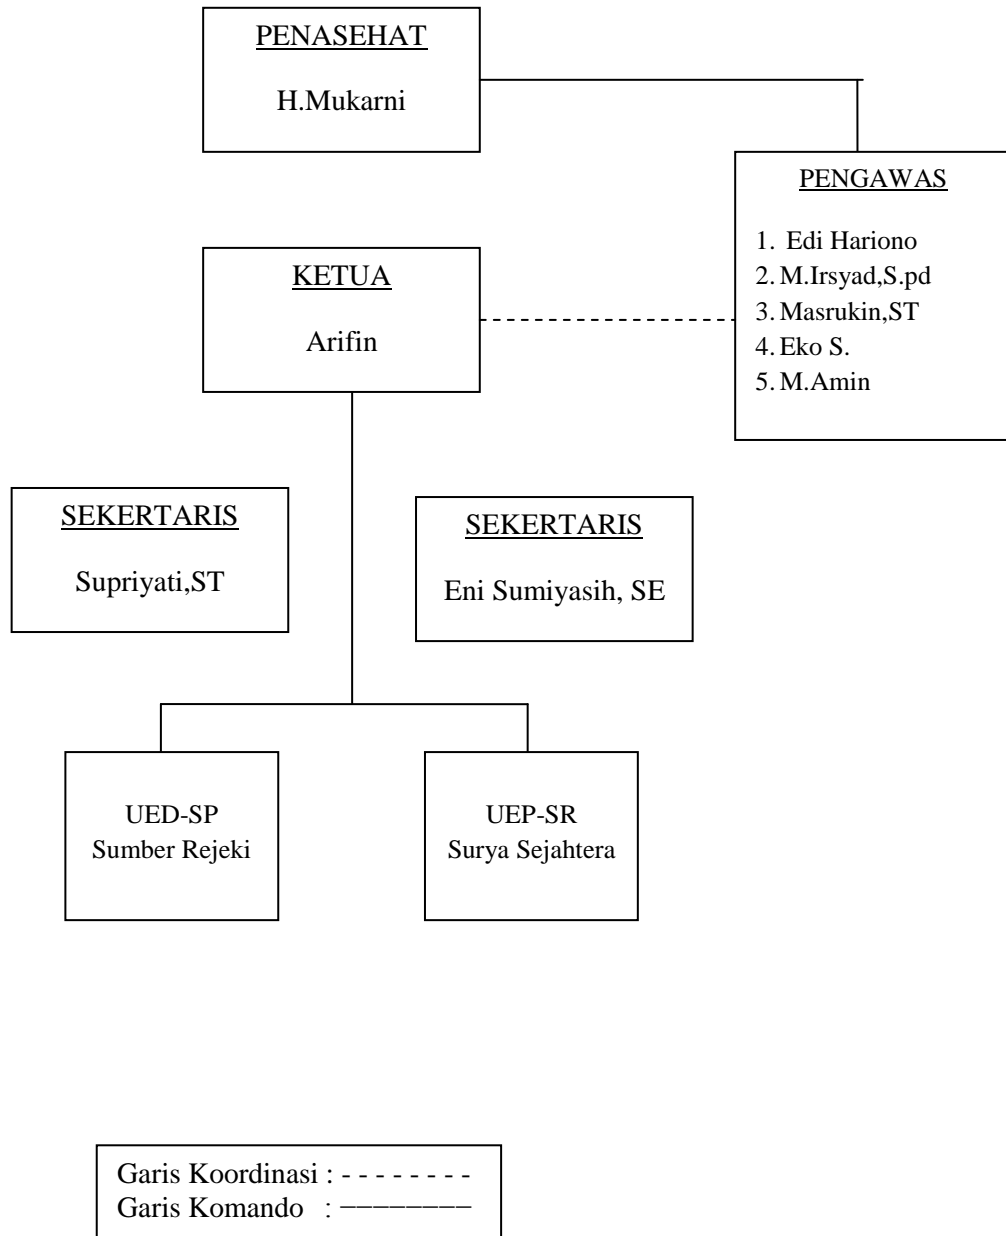 PENASEHAT
H.Mukarni
PENGAWAS
1. Edi Hariono
2. M.Irsyad,S.pd
3. Masrukin,ST
4. Eko S.
5. M.Amin
KETUA
Arifin
SEKERTARIS
Supriyati,ST
SEKERTARIS
Eni Sumiyasih, SE
UED-SP
Sumber Rejeki
UEP-SR
Surya Sejahtera
Garis Koordinasi : - - - - - - - -
Garis Komando : ––––––––